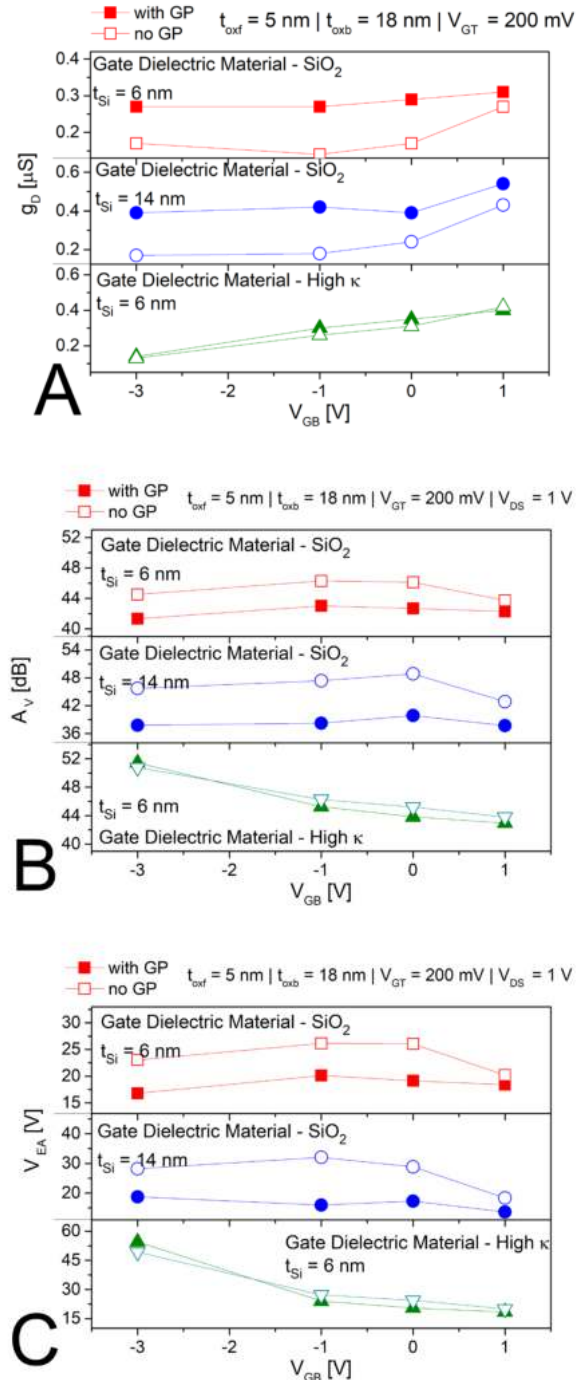 with GP
no GP
t_oxf = 5 nm | t_oxb = 18 nm | V_GT = 200 mV
Gate Dielectric Material - SiO₂
t_Si = 6 nm
0.3
0.2
Gate Dielectric Material - SiO₂
t_Si = 14 nm
0.6
0.4
0.2
g_D [µS]
Gate Dielectric Material - High κ
t_Si = 6 nm
0.6
0.4
0.2
-3 -2 -1 0 1
V_GB [V]
A
with GP
no GP
t_oxf = 5 nm | t_oxb = 18 nm | V_GT = 200 mV | V_DS = 1 V
Gate Dielectric Material - SiO₂
t_Si = 6 nm
52
48
44
40
Gate Dielectric Material - SiO₂
t_Si = 14 nm
54
48
42
36
A_V [dB]
t_Si = 6 nm
Gate Dielectric Material - High κ
52
48
44
40
-3 -2 -1 0 1
V_GB [V]
B
with GP
no GP
t_oxf = 5 nm | t_oxb = 18 nm | V_GT = 200 mV | V_DS = 1 V
Gate Dielectric Material - SiO₂
t_Si = 6 nm
30
25
20
15
Gate Dielectric Material - SiO₂
t_Si = 14 nm
40
30
20
V_EA [V]
Gate Dielectric Material - High κ
t_Si = 6 nm
60
45
30
15
-3 -2 -1 0 1
V_GB [V]
C